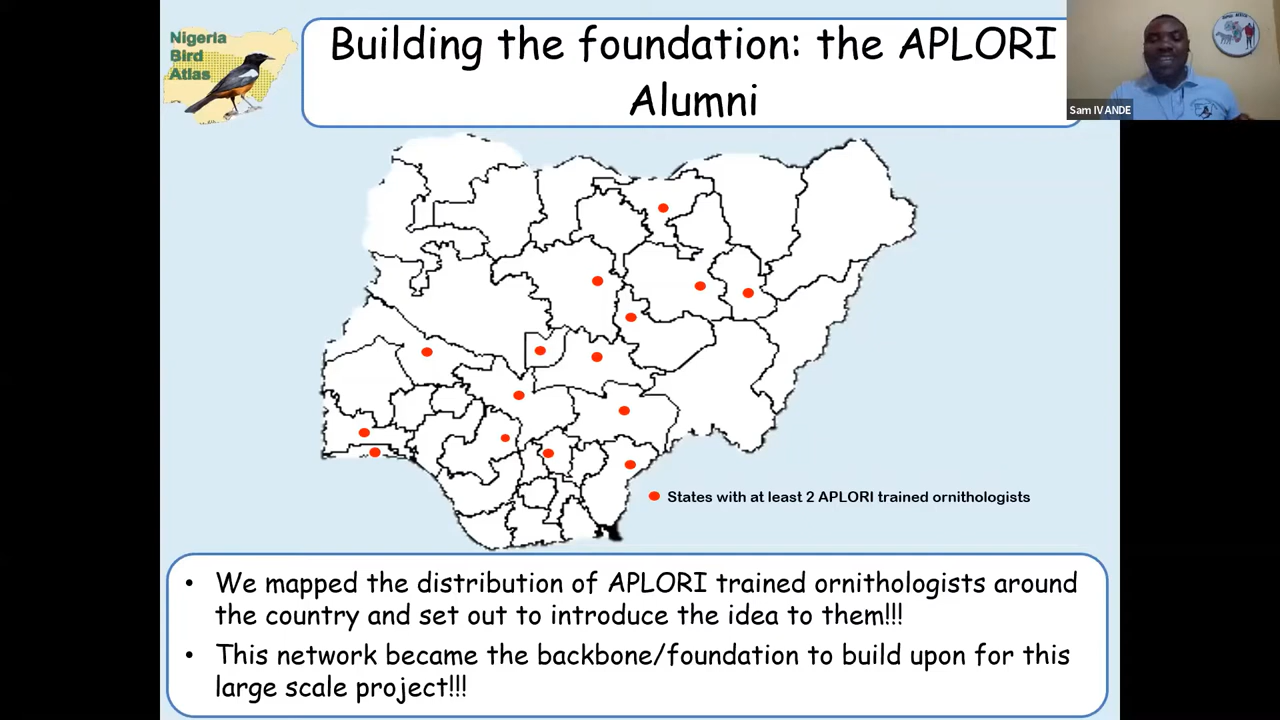 Nigeria
Bird
Atlas
Building the foundation: the APLORI
Alumni
Sam IVANDE
States with at least 2 APLORI trained ornithologists
• We mapped the distribution of APLORI trained ornithologists around
the country and set out to introduce the idea to them!!!
• This network became the backbone/foundation to build upon for this
large scale project!!!